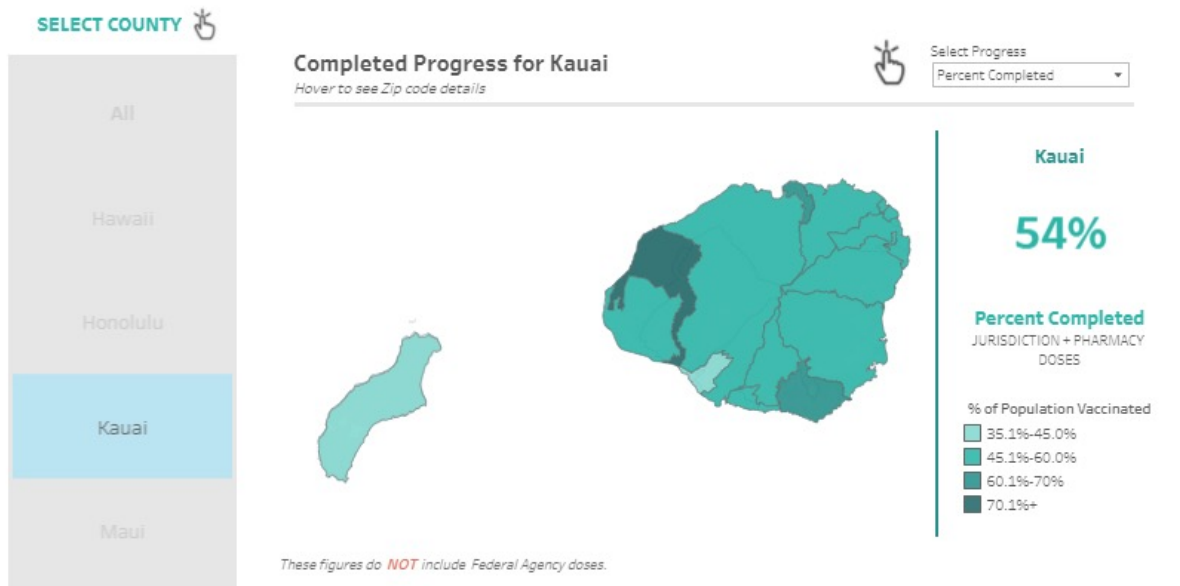 SELECT COUNTY
All
Hawaii
Honolulu
Kauai
Maui
Completed Progress for Kauai
Hover to see Zip code details
Select Progress
Percent Completed
Kauai
54%
Percent Completed
JURISDICTION + PHARMACY
DOSES
% of Population Vaccinated
35.1%-45.0%
45.1%-60.0%
60.1%-70%
70.1%+
These figures do NOT include Federal Agency doses.